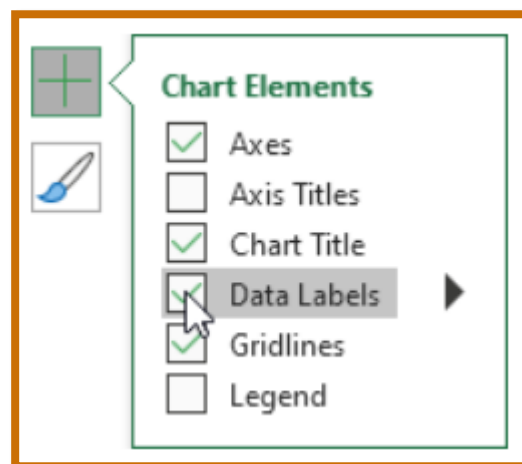 Chart Elements
Axes
Axis Titles
Chart Title
Data Labels
Gridlines
Legend